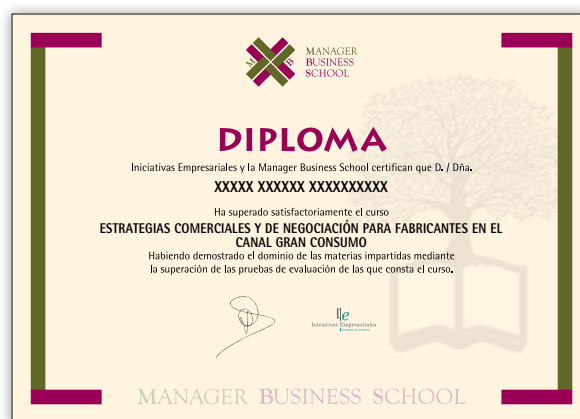 M B
MANAGER
BUSINESS
SCHOOL
DIPLOMA
Iniciativas Empresariales y la Manager Business School certifican que D. / Dña.
XXXXX XXXXXX XXXXXXXXXX
Ha superado satisfactoriamente el curso
ESTRATEGIAS COMERCIALES Y DE NEGOCIACIÓN PARA FABRICANTES EN EL
CANAL GRAN CONSUMO
Habiendo demostrado el dominio de las materias impartidas mediante
la superación de las pruebas de evaluación de las que consta el curso.
Iniciativas Empresariales
MANAGER BUSINESS SCHOOL